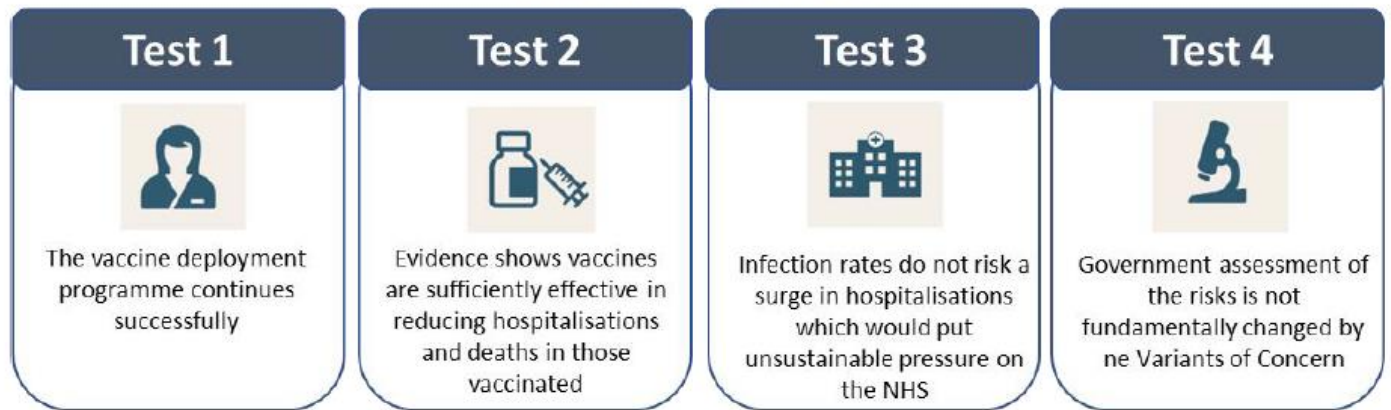 Test 1
The vaccine deployment
programme continues
successfully
Test 2
Evidence shows vaccines
are sufficiently effective in
reducing hospitalisations
and deaths in those
vaccinated
Test 3
Infection rates do not risk a
surge in hospitalisations
which would put
unsustainable pressure on
the NHS
Test 4
Government assessment of
the risks is not
fundamentally changed by
ne Variants of Concern